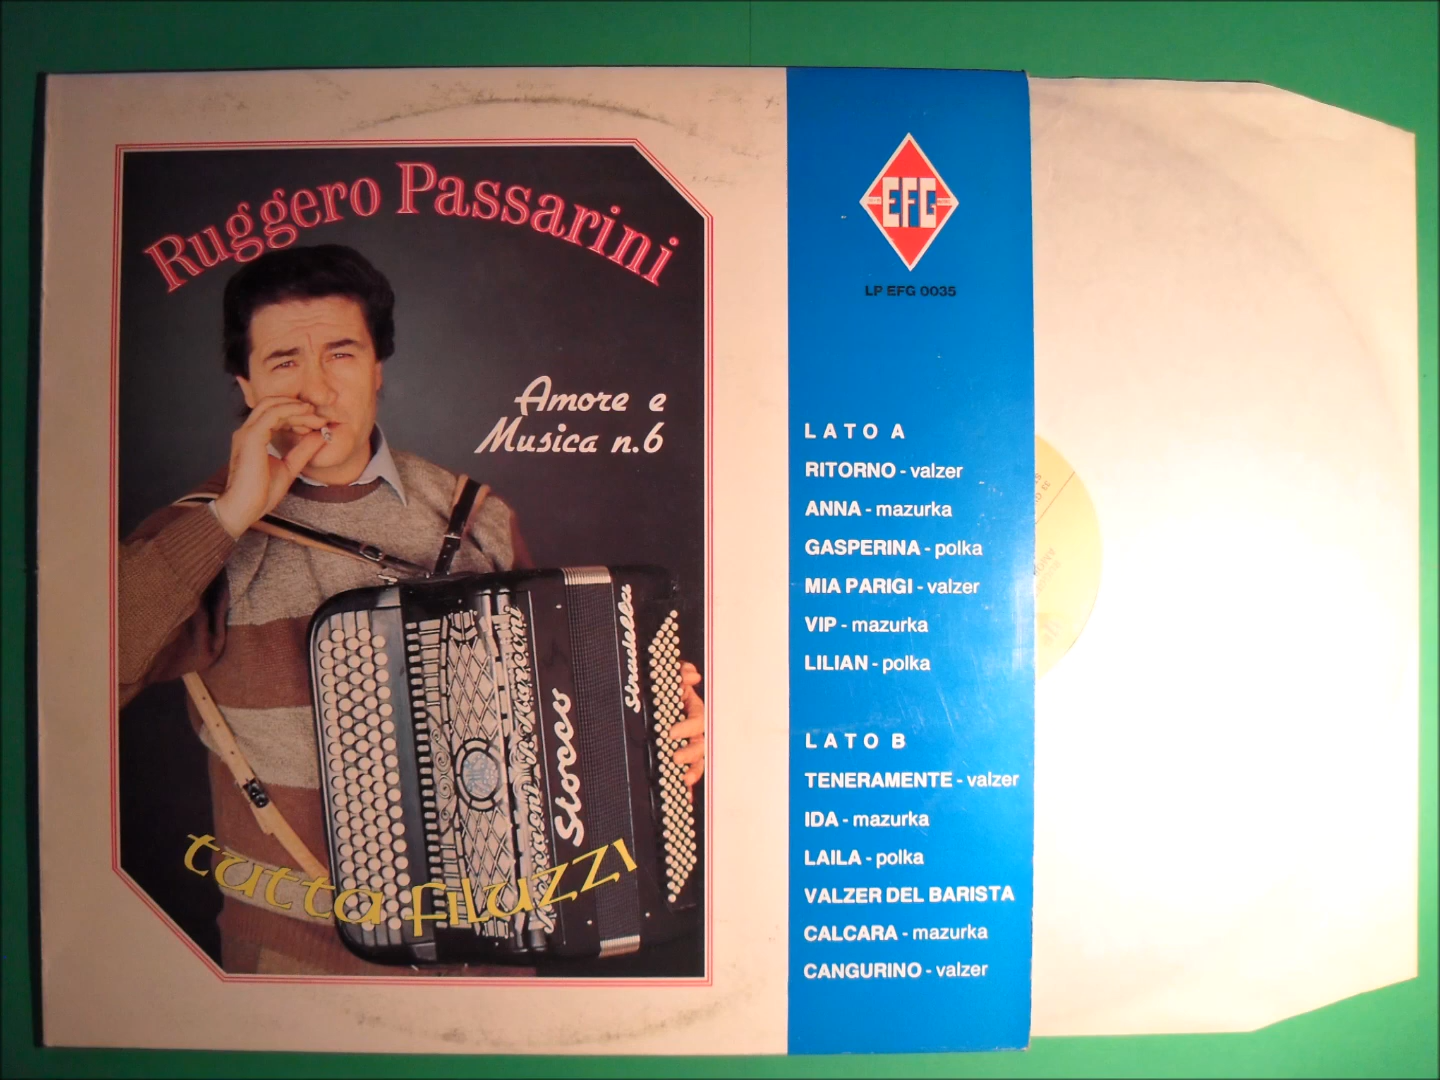 Ruggero Passarini
Amore e
Musica n.6
Stradella
Stocco
tutta filuzzi
EFG
LP EFG 0035
LATO A
RITORNO - valzer
ANNA - mazurka
GASPERINA - polka
MIA PARIGI - valzer
VIP - mazurka
LILIAN - polka
LATO B
TENERAMENTE - valzer
IDA - mazurka
LAILA - polka
VALZER DEL BARISTA
CALCARA - mazurka
CANGURINO - valzer